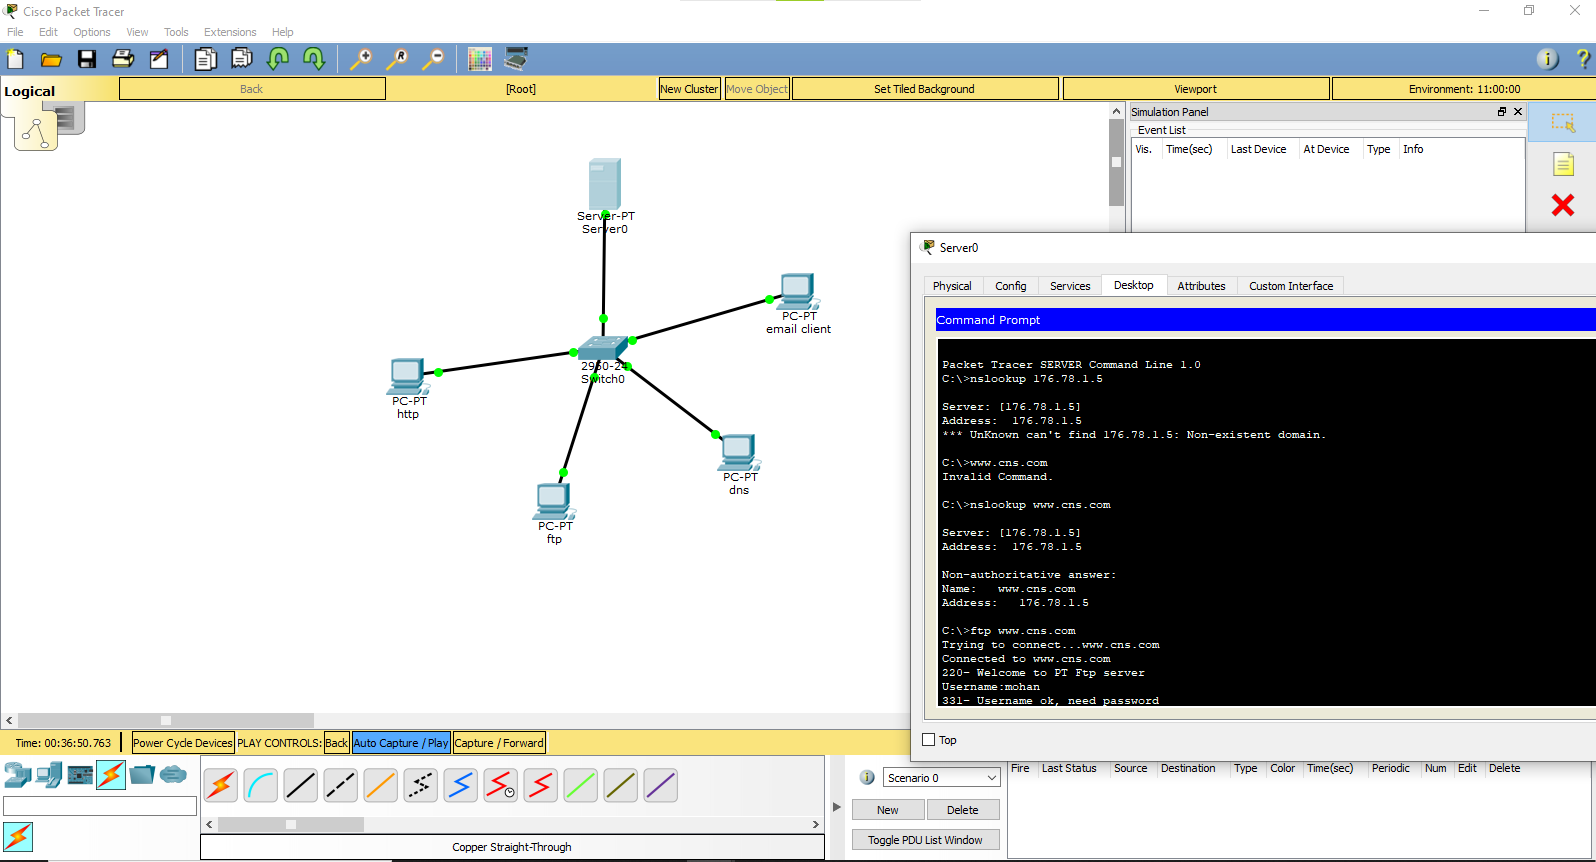 Cisco Packet Tracer
File Edit Options View Tools Extensions Help
Logical
Back
[Root]
New Cluster
Move Object
Set Tiled Background
Viewport
Environment: 11:00:00
Simulation Panel
Event List
Vis. Time(sec) Last Device At Device Type Info
Server-PT
Server0
PC-PT
email client
2950-24
Switch0
PC-PT
http
PC-PT
dns
PC-PT
ftp
Server0
Physical Config Services Desktop Attributes Custom Interface
Command Prompt
Packet Tracer SERVER Command Line 1.0
C:\>nslookup 176.78.1.5
Server: [176.78.1.5]
Address: 176.78.1.5
*** UnKnown can't find 176.78.1.5: Non-existent domain.
C:\>www.cns.com
Invalid Command.
C:\>nslookup www.cns.com
Server: [176.78.1.5]
Address: 176.78.1.5
Non-authoritative answer:
Name: www.cns.com
Address: 176.78.1.5
C:\>ftp www.cns.com
Trying to connect...www.cns.com
Connected to www.cns.com
220- Welcome to PT Ftp server
Username:mohan
331- Username ok, need password
Top
Time: 00:36:50.763
Power Cycle Devices
PLAY CONTROLS:
Back
Auto Capture / Play
Capture / Forward
Scenario 0
New
Delete
Toggle PDU List Window
Fire Last Status Source Destination Type Color Time(sec) Periodic Num Edit Delete
Copper Straight-Through